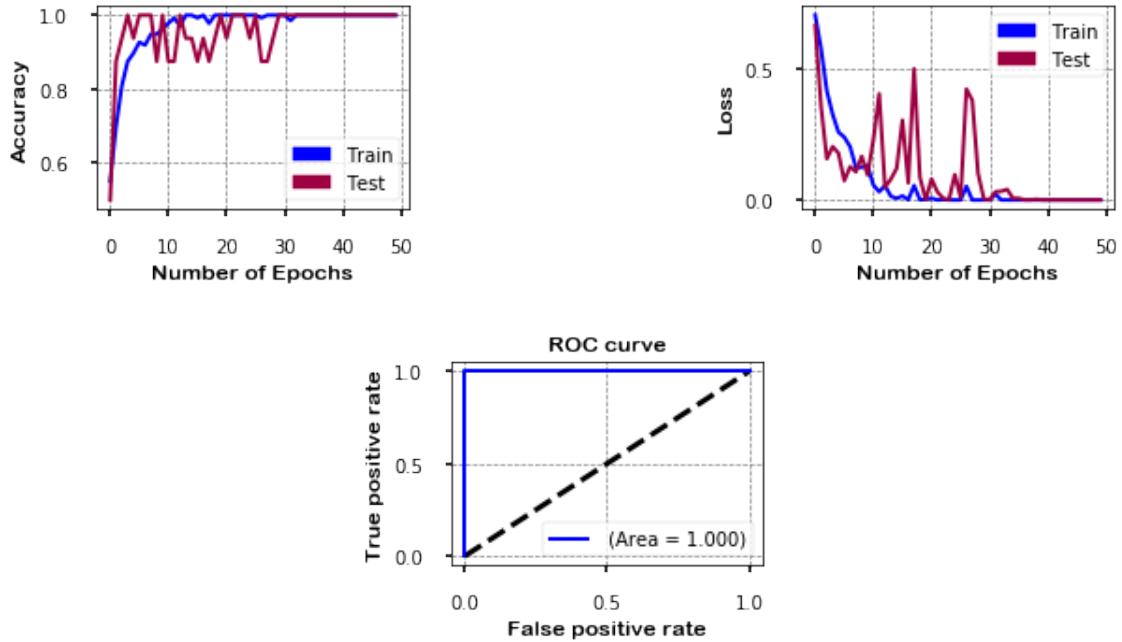 1.0
0.8
0.6
Accuracy
Train
Test
0 10 20 30 40 50
Number of Epochs
0.5
0.0
Loss
Train
Test
0 10 20 30 40 50
Number of Epochs
ROC curve
1.0
0.5
0.0
True positive rate
(Area = 1.000)
0.0 0.5 1.0
False positive rate